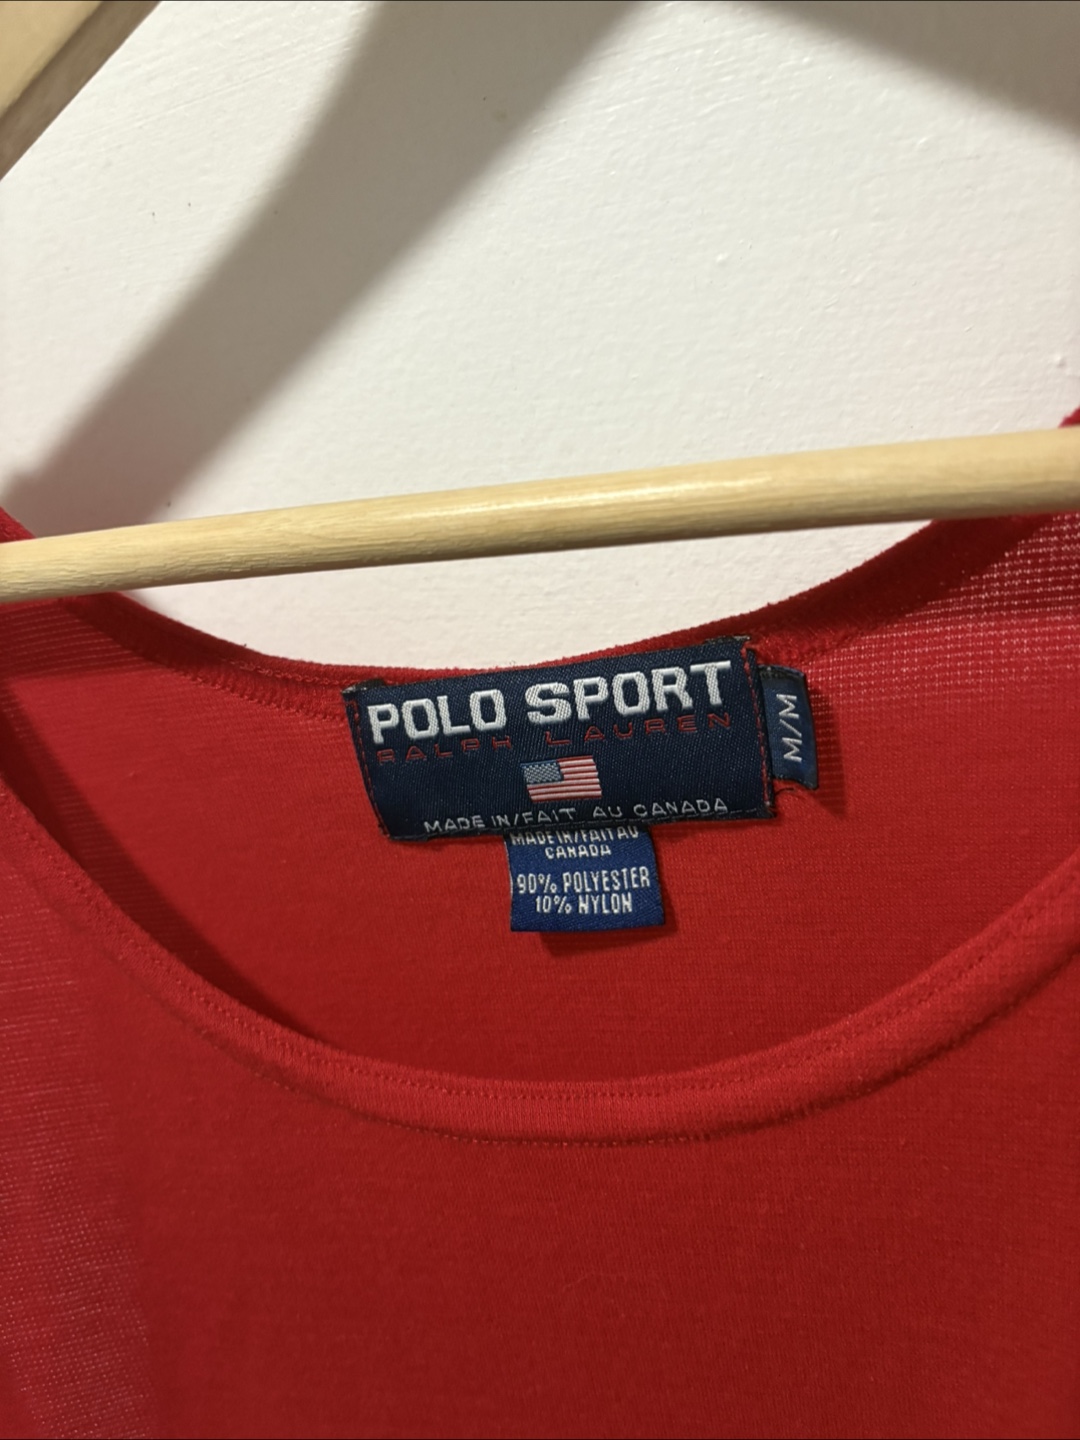 POLO SPORT
RALPH LAUREN
MADE IN/FAIT AU CANADA
M/M
MADE IN/FAIT AU
CANADA
90% POLYESTER
10% NYLON